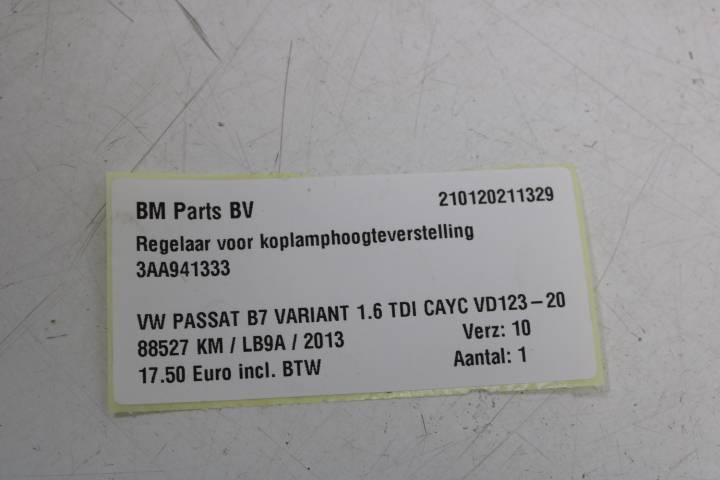 BM Parts BV 210120211329
Regelaar voor koplamphoogteverstelling
3AA941333
VW PASSAT B7 VARIANT 1.6 TDI CAYC VD123-20
88527 KM / LB9A / 2013 Verz: 10
17.50 Euro incl. BTW Aantal: 1